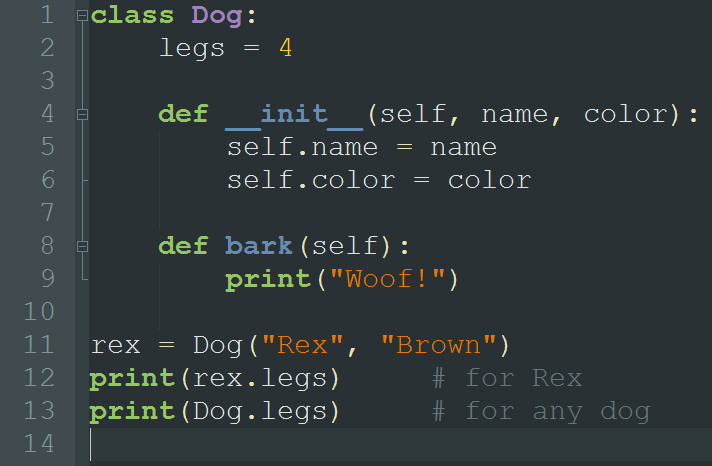 1 class Dog:
2     legs = 4
3
4     def __init__(self, name, color):
5         self.name = name
6         self.color = color
7
8     def bark(self):
9         print("Woof!")
10
11 rex = Dog("Rex", "Brown")
12 print(rex.legs)     # for Rex
13 print(Dog.legs)     # for any dog
14